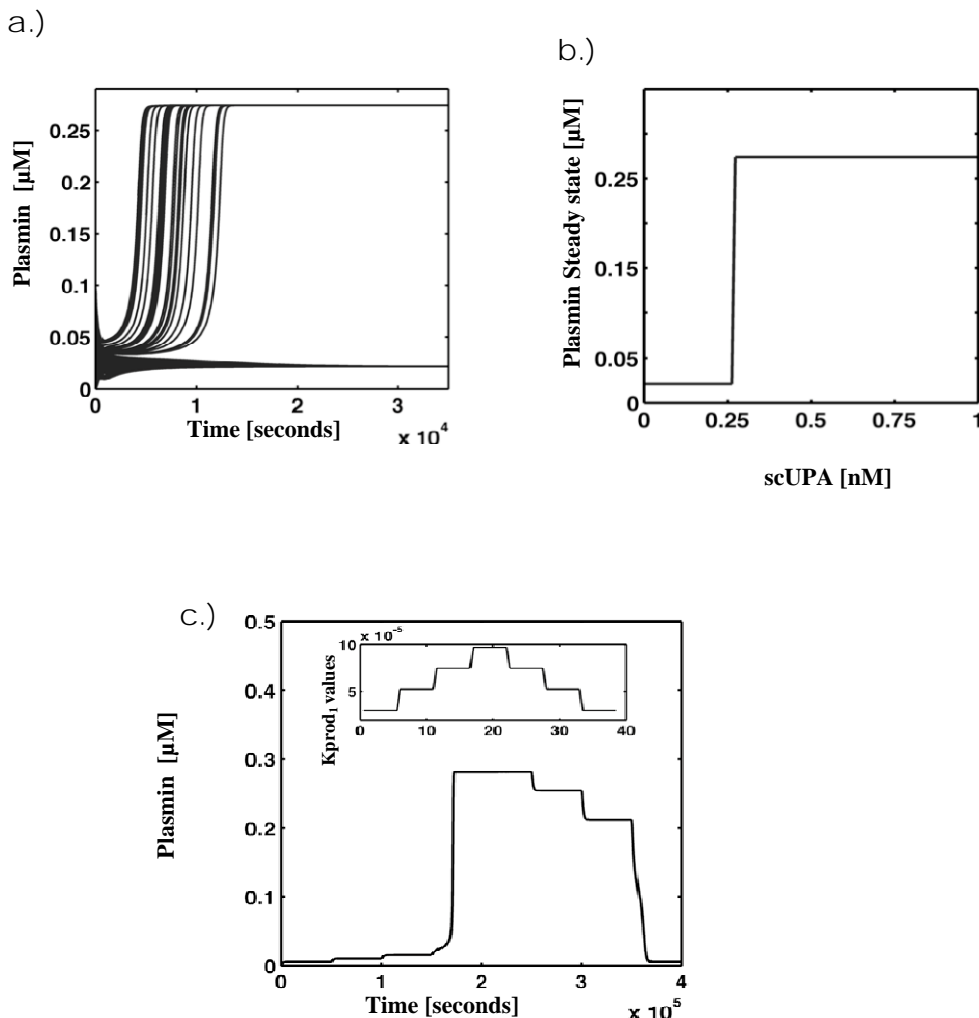 a.)
Plasmin [µM]
0.25
0.2
0.15
0.1
0.05
0
0 1 2 3
x 10⁴
Time [seconds]
b.)
Plasmin Steady state [µM]
0.25
0.15
0.05
0
0 0.25 0.5 0.75 1
scUPA [nM]
c.)
Plasmin [µM]
0.5
0.4
0.3
0.2
0.1
0
0 1 2 3 4
x 10⁵
Time [seconds]
x 10⁻⁵
Kprod₁ values
10
5
0 10 20 30 40